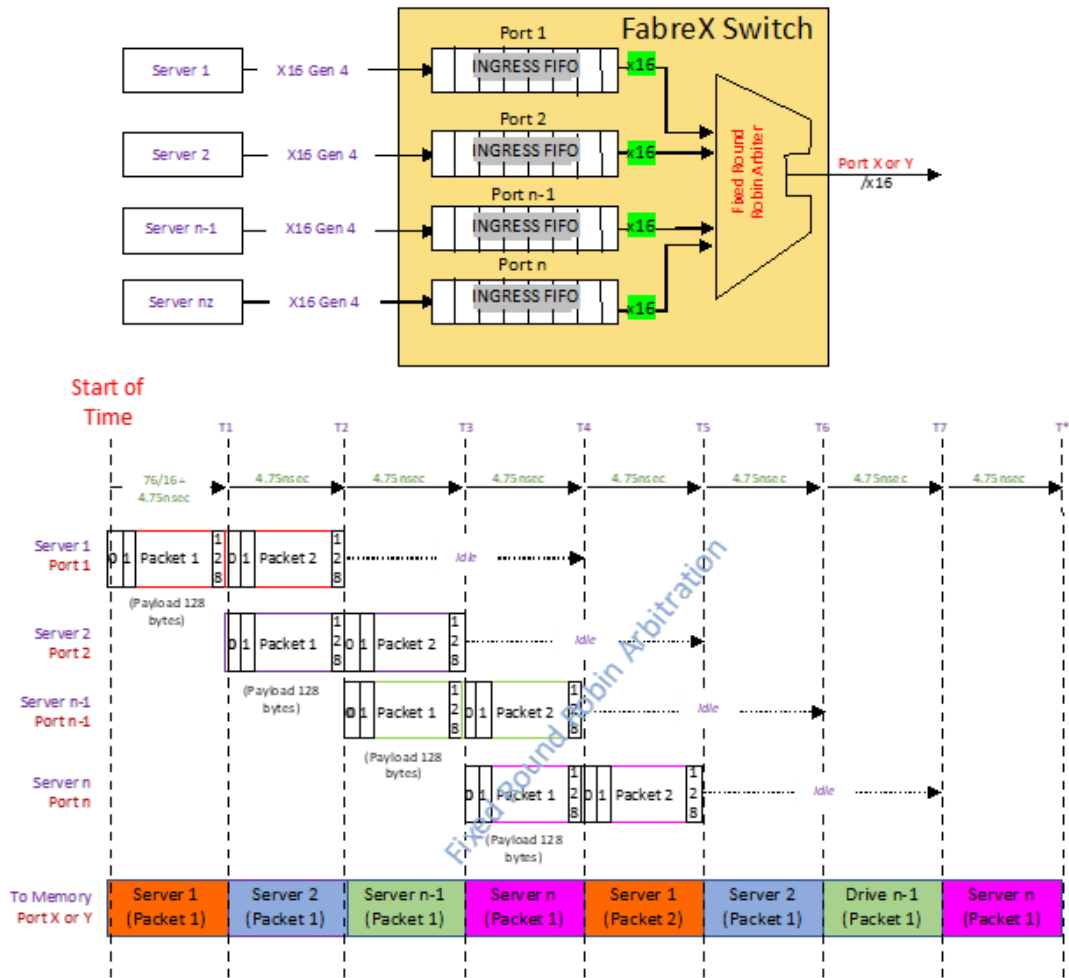 FabreX Switch
Port 1
Server 1
X16 Gen 4
INGRESS FIFO
x16
Port 2
Server 2
X16 Gen 4
INGRESS FIFO
x16
Fixed Round
Robin Arbiter
Port X or Y
/x16
Port n-1
Server n-1
X16 Gen 4
INGRESS FIFO
x16
Port n
Server nz
X16 Gen 4
INGRESS FIFO
x16
Start of
Time
T1 T2 T3 T4 T5 T6 T7 T*
76/16=
4.75nsec
4.75nsec 4.75nsec 4.75nsec 4.75nsec 4.75nsec 4.75nsec 4.75nsec
Server 1
Port 1
0 1 Packet 1 128 0 1 Packet 2 128
Idle
(Payload 128
bytes)
Server 2
Port 2
0 1 Packet 1 128 0 1 Packet 2 128
Idle
(Payload 128
bytes)
Server n-1
Port n-1
0 1 Packet 1 128 0 1 Packet 2 128
Idle
(Payload 128
bytes)
Server n
Port n
0 1 Packet 1 128 0 1 Packet 2 128
Idle
(Payload 128
bytes)
Fixed Round Robin Arbitration
To Memory
Port X or Y
Server 1
(Packet 1)
Server 2
(Packet 1)
Server n-1
(Packet 1)
Server n
(Packet 1)
Server 1
(Packet 2)
Server 2
(Packet 1)
Drive n-1
(Packet 1)
Server n
(Packet 1)